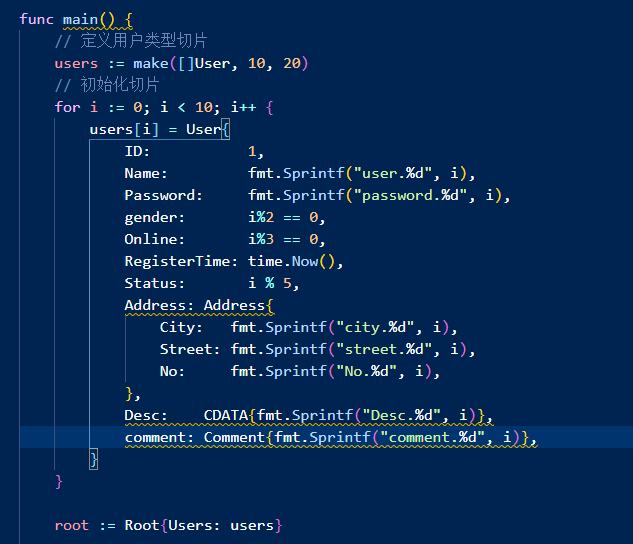 func main() {
// 定义用户类型切片
users := make([]User, 10, 20)
// 初始化切片
for i := 0; i < 10; i++ {
users[i] = User{
ID: 1,
Name: fmt.Sprintf("user.%d", i),
Password: fmt.Sprintf("password.%d", i),
gender: i%2 == 0,
Online: i%3 == 0,
RegisterTime: time.Now(),
Status: i % 5,
Address: Address{
City: fmt.Sprintf("city.%d", i),
Street: fmt.Sprintf("street.%d", i),
No: fmt.Sprintf("No.%d", i),
},
Desc: CDATA{fmt.Sprintf("Desc.%d", i)},
comment: Comment{fmt.Sprintf("comment.%d", i)},
}
}
root := Root{Users: users}